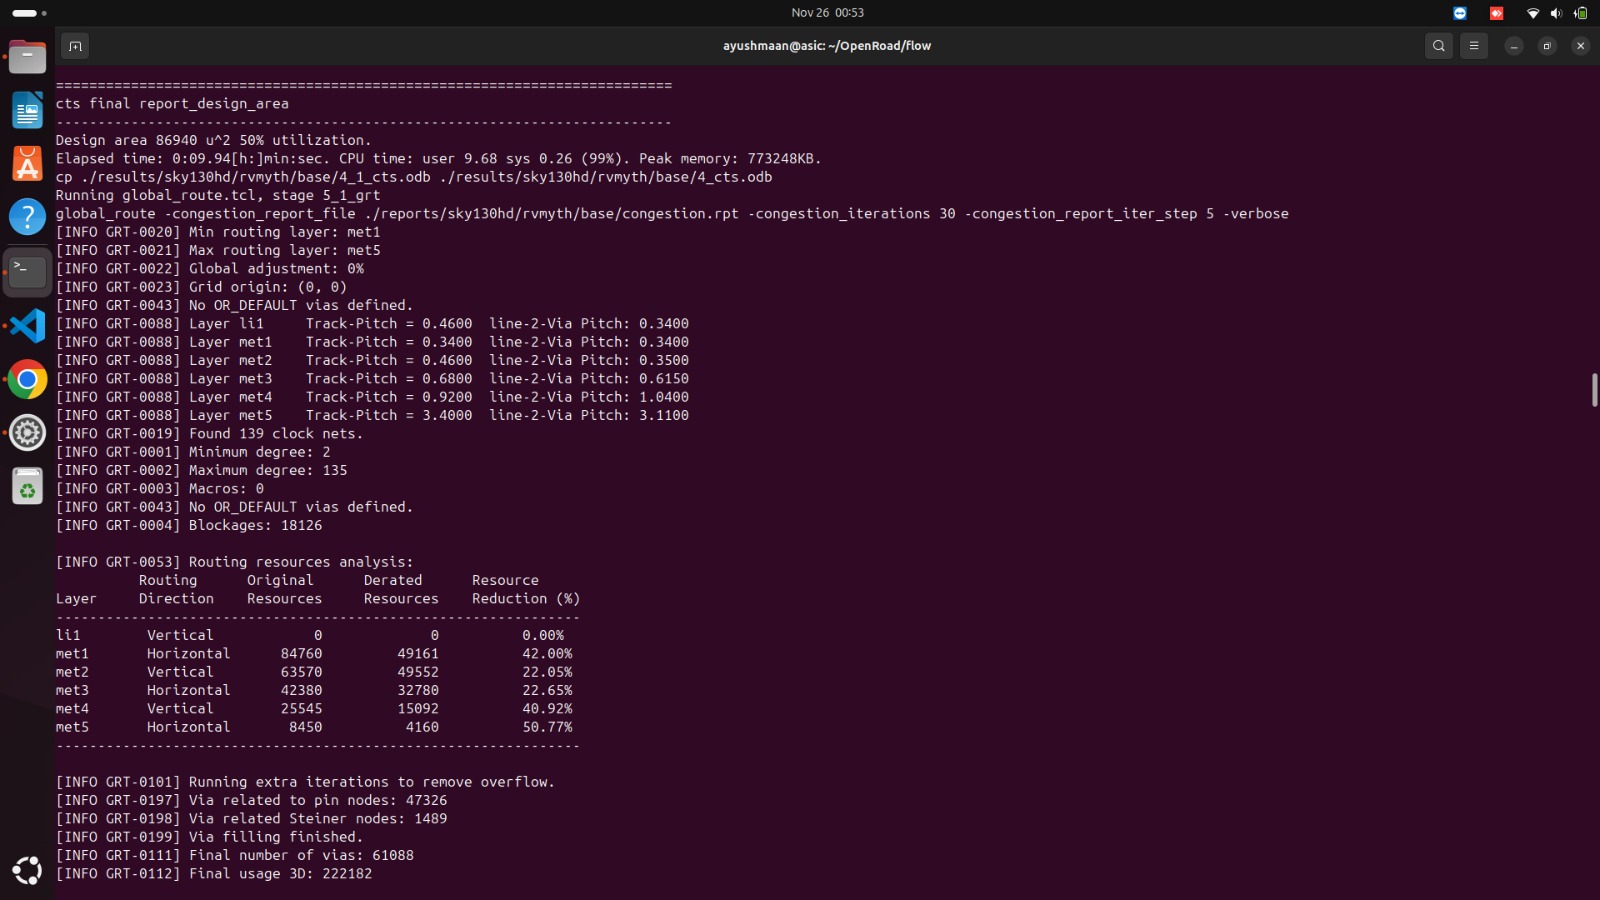 Nov 26 00:53
ayushmaan@asic: ~/OpenRoad/flow
==========================================================================
cts final report_design_area
--------------------------------------------------------------------------
Design area 86940 u^2 50% utilization.
Elapsed time: 0:09.94[h:]min:sec. CPU time: user 9.68 sys 0.26 (99%). Peak memory: 773248KB.
cp ./results/sky130hd/rvmyth/base/4_1_cts.odb ./results/sky130hd/rvmyth/base/4_cts.odb
Running global_route.tcl, stage 5_1_grt
global_route -congestion_report_file ./reports/sky130hd/rvmyth/base/congestion.rpt -congestion_iterations 30 -congestion_report_iter_step 5 -verbose
[INFO GRT-0020] Min routing layer: met1
[INFO GRT-0021] Max routing layer: met5
[INFO GRT-0022] Global adjustment: 0%
[INFO GRT-0023] Grid origin: (0, 0)
[INFO GRT-0043] No OR_DEFAULT vias defined.
[INFO GRT-0088] Layer li1     Track-Pitch = 0.4600  line-2-Via Pitch: 0.3400
[INFO GRT-0088] Layer met1    Track-Pitch = 0.3400  line-2-Via Pitch: 0.3400
[INFO GRT-0088] Layer met2    Track-Pitch = 0.4600  line-2-Via Pitch: 0.3500
[INFO GRT-0088] Layer met3    Track-Pitch = 0.6800  line-2-Via Pitch: 0.6150
[INFO GRT-0088] Layer met4    Track-Pitch = 0.9200  line-2-Via Pitch: 1.0400
[INFO GRT-0088] Layer met5    Track-Pitch = 3.4000  line-2-Via Pitch: 3.1100
[INFO GRT-0019] Found 139 clock nets.
[INFO GRT-0001] Minimum degree: 2
[INFO GRT-0002] Maximum degree: 135
[INFO GRT-0003] Macros: 0
[INFO GRT-0043] No OR_DEFAULT vias defined.
[INFO GRT-0004] Blockages: 18126
[INFO GRT-0053] Routing resources analysis:
          Routing      Original      Derated      Resource
Layer     Direction    Resources     Resources    Reduction (%)
---------------------------------------------------------------
li1        Vertical            0             0          0.00%
met1       Horizontal      84760         49161          42.00%
met2       Vertical        63570         49552          22.05%
met3       Horizontal      42380         32780          22.65%
met4       Vertical        25545         15092          40.92%
met5       Horizontal       8450          4160          50.77%
---------------------------------------------------------------
[INFO GRT-0101] Running extra iterations to remove overflow.
[INFO GRT-0197] Via related to pin nodes: 47326
[INFO GRT-0198] Via related Steiner nodes: 1489
[INFO GRT-0199] Via filling finished.
[INFO GRT-0111] Final number of vias: 61088
[INFO GRT-0112] Final usage 3D: 222182